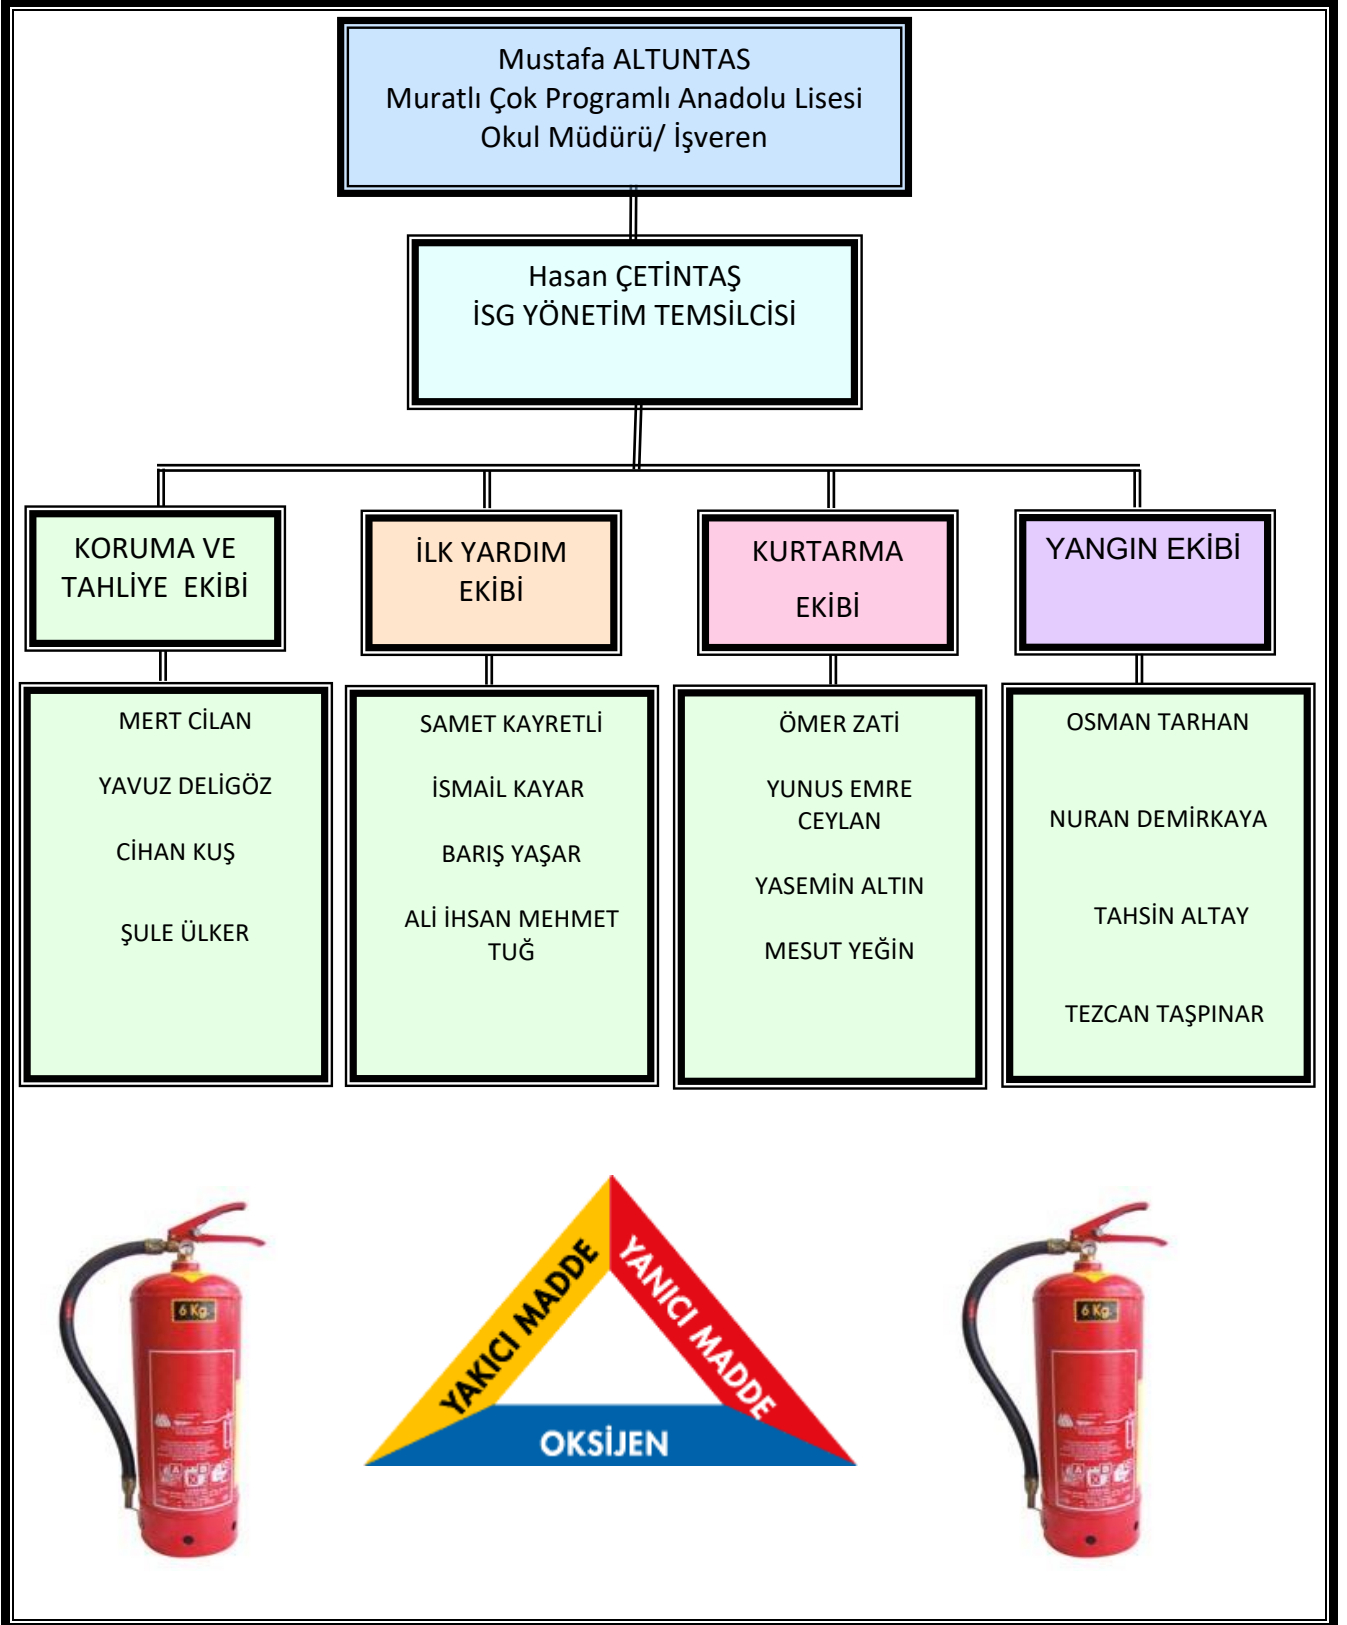 Mustafa ALTUNTAS
Muratlı Çok Programlı Anadolu Lisesi
Okul Müdürü/ İşveren
Hasan ÇETİNTAŞ
İSG YÖNETİM TEMSİLCİSİ
KORUMA VE
TAHLİYE EKİBİ
İLK YARDIM
EKİBİ
KURTARMA
EKİBİ
YANGIN EKİBİ
MERT CİLAN
YAVUZ DELİGÖZ
CİHAN KUŞ
ŞULE ÜLKER
SAMET KAYRETLİ
İSMAİL KAYAR
BARIŞ YAŞAR
ALİ İHSAN MEHMET
TUĞ
ÖMER ZATİ
YUNUS EMRE
CEYLAN
YASEMİN ALTIN
MESUT YEĞİN
OSMAN TARHAN
NURAN DEMİRKAYA
TAHSİN ALTAY
TEZCAN TAŞPINAR
6 Kg.
YAKICI MADDE
YANICI MADDE
OKSİJEN
6 Kg.